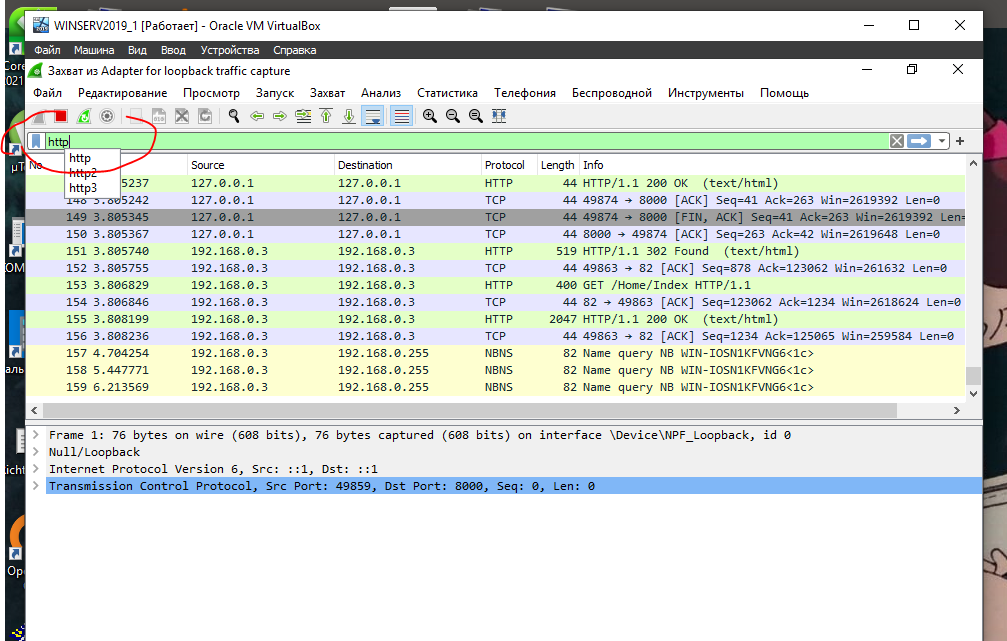 WINSERV2019_1 [Работает] - Oracle VM VirtualBox
Файл Машина Вид Ввод Устройства Справка
Захват из Adapter for loopback traffic capture
Файл Редактирование Просмотр Запуск Захват Анализ Статистика Телефония Беспроводной Инструменты Помощь
http
http
http2
http3
No Source Destination Protocol Length Info
5237 127.0.0.1 127.0.0.1 HTTP 44 HTTP/1.1 200 OK (text/html)
148 3.805242 127.0.0.1 127.0.0.1 TCP 44 49874 → 8000 [ACK] Seq=41 Ack=263 Win=2619392 Len=0
149 3.805345 127.0.0.1 127.0.0.1 TCP 44 49874 → 8000 [FIN, ACK] Seq=41 Ack=263 Win=2619392 Len=
150 3.805367 127.0.0.1 127.0.0.1 TCP 44 8000 → 49874 [ACK] Seq=263 Ack=42 Win=2619648 Len=0
151 3.805740 192.168.0.3 192.168.0.3 HTTP 519 HTTP/1.1 302 Found (text/html)
152 3.805755 192.168.0.3 192.168.0.3 TCP 44 49863 → 82 [ACK] Seq=878 Ack=123062 Win=261632 Len=0
153 3.806829 192.168.0.3 192.168.0.3 HTTP 400 GET /Home/Index HTTP/1.1
154 3.806846 192.168.0.3 192.168.0.3 TCP 44 82 → 49863 [ACK] Seq=123062 Ack=1234 Win=2618624 Len=0
155 3.808199 192.168.0.3 192.168.0.3 HTTP 2047 HTTP/1.1 200 OK (text/html)
156 3.808236 192.168.0.3 192.168.0.3 TCP 44 49863 → 82 [ACK] Seq=1234 Ack=125065 Win=259584 Len=0
157 4.704254 192.168.0.3 192.168.0.255 NBNS 82 Name query NB WIN-IOSN1KFVNG6<1c>
158 5.447771 192.168.0.3 192.168.0.255 NBNS 82 Name query NB WIN-IOSN1KFVNG6<1c>
159 6.213569 192.168.0.3 192.168.0.255 NBNS 82 Name query NB WIN-IOSN1KFVNG6<1c>
Frame 1: 76 bytes on wire (608 bits), 76 bytes captured (608 bits) on interface \Device\NPF_Loopback, id 0
Null/Loopback
Internet Protocol Version 6, Src: ::1, Dst: ::1
Transmission Control Protocol, Src Port: 49859, Dst Port: 8000, Seq: 0, Len: 0